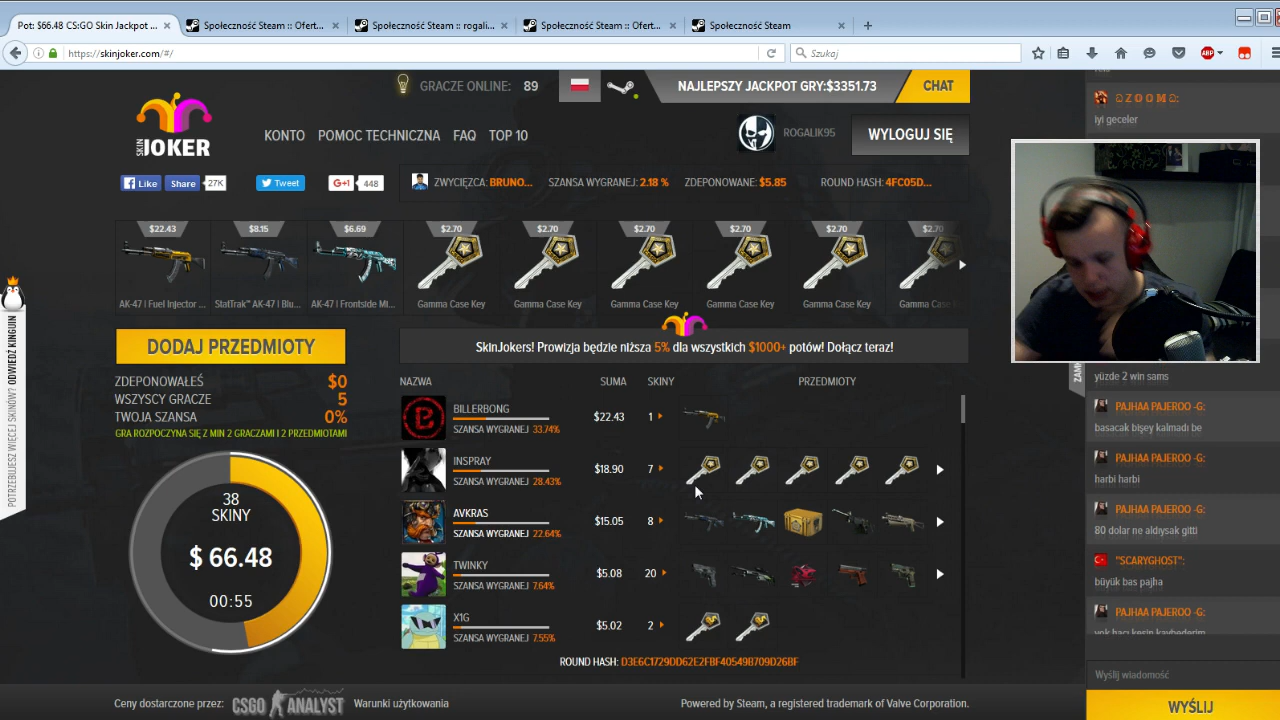 Pot: $66.48 CS:GO Skin Jackpot ... ×
Społeczność Steam :: Ofert... ×
Społeczność Steam :: rogali... ×
Społeczność Steam :: Ofert... ×
Społeczność Steam ×
https://skinjoker.com/#/
Szukaj
ABP
SKIN JOKER
GRACZE ONLINE: 89
NAJLEPSZY JACKPOT GRY:$3351.73
CHAT
KONTO POMOC TECHNICZNA FAQ TOP 10
ROGALIK95
WYLOGUJ SIĘ
Like Share 27K
Tweet
G+1 448
ZWYCIĘZCA: BRUNO... SZANSA WYGRANEJ: 2.18 % ZDEPONOWANE: $5.85 ROUND HASH: 4FC05D...
$22.43 $8.15 $6.69 $2.70 $2.70 $2.70 $2.70 $2.70 $2.70
AK-47 | Fuel Injector ... StatTrak™ AK-47 | Blu... AK-47 | Frontside Mi... Gamma Case Key Gamma Case Key Gamma Case Key Gamma Case Key Gamma Case Key Gamma Case Key
DODAJ PRZEDMIOTY
SkinJokers! Prowizja będzie niższa 5% dla wszystkich $1000+ potów! Dołącz teraz!
ZDEPONOWAŁEŚ $0
WSZYSCY GRACZE 5
TWOJA SZANSA 0%
GRA ROZPOCZYNA SIĘ Z MIN 2 GRACZAMI I 2 PRZEDMIOTAMI
38
SKINY
$ 66.48
00:55
NAZWA SUMA SKINY PRZEDMIOTY
BILLERBONG
SZANSA WYGRANEJ 33.74%
$22.43 1
INSPRAY
SZANSA WYGRANEJ 28.43%
$18.90 7
AVKRAS
SZANSA WYGRANEJ 22.64%
$15.05 8
TWINKY
SZANSA WYGRANEJ 7.64%
$5.08 20
X1G
SZANSA WYGRANEJ 7.55%
$5.02 2
ROUND HASH: D3E6C1729DD62E2FBF405498709D26BF
POTRZEBUJESZ WIĘCEJ SKINÓW? ODWIEDŹ KINGUIN
Ceny dostarczone przez: CSGO ANALYST Warunki użytkowania
Powered by Steam, a registered trademark of Valve Corporation.
Z O O M
iyi geceler
yüzde 2 win sams
PAJHAA PAJEROO -G:
basacak bişey kalmadı be
PAJHAA PAJEROO -G:
harbi harbi
PAJHAA PAJEROO -G:
80 dolar ne aldıysak gitti
"SCARYGHOST":
büyük bas pajha
PAJHAA PAJEROO -G:
yok hacı kesin kaybederim
Wyślij wiadomość
WYŚLIJ